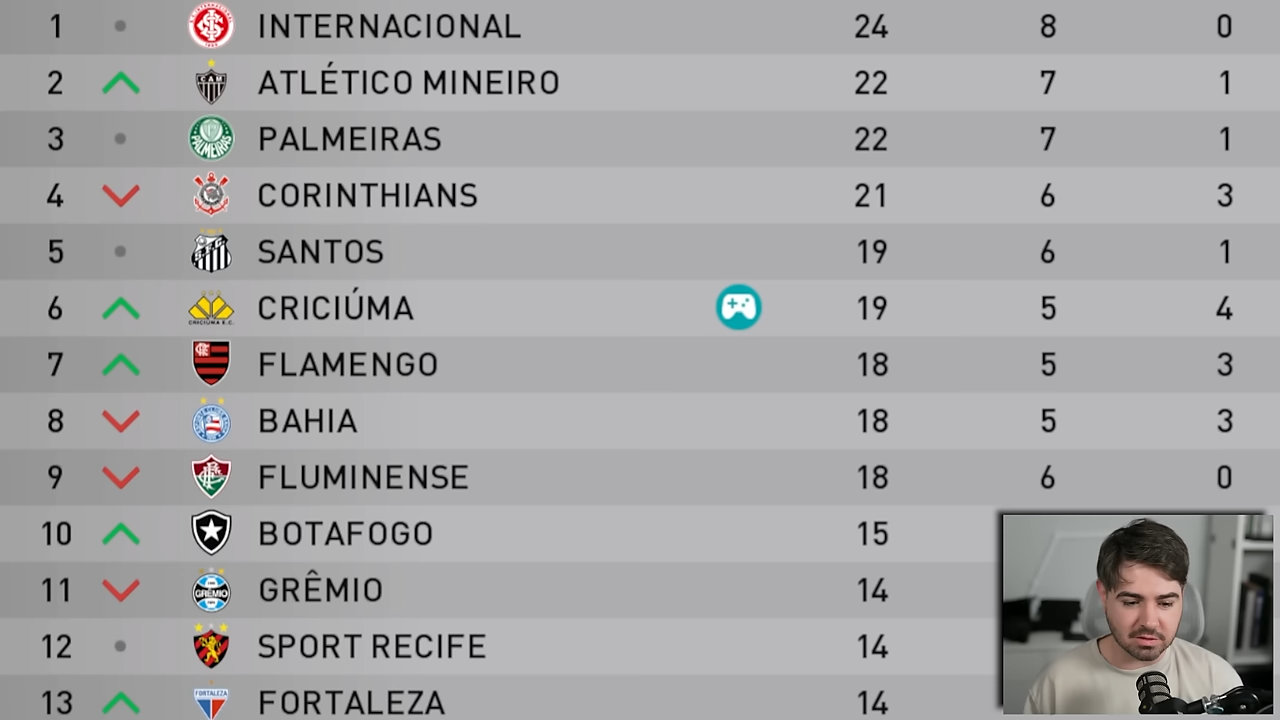 1 INTERNACIONAL 24 8 0
2 ATLÉTICO MINEIRO 22 7 1
3 PALMEIRAS 22 7 1
4 CORINTHIANS 21 6 3
5 SANTOS 19 6 1
6 CRICIÚMA 19 5 4
7 FLAMENGO 18 5 3
8 BAHIA 18 5 3
9 FLUMINENSE 18 6 0
10 BOTAFOGO 15
11 GRÊMIO 14
12 SPORT RECIFE 14
13 FORTALEZA 14